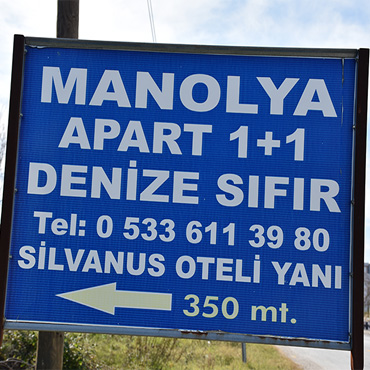 MANOLYA
APART 1+1
DENİZE SIFIR
Tel: 0 533 611 39 80
SİLVANUS OTELİ YANI
350 mt.